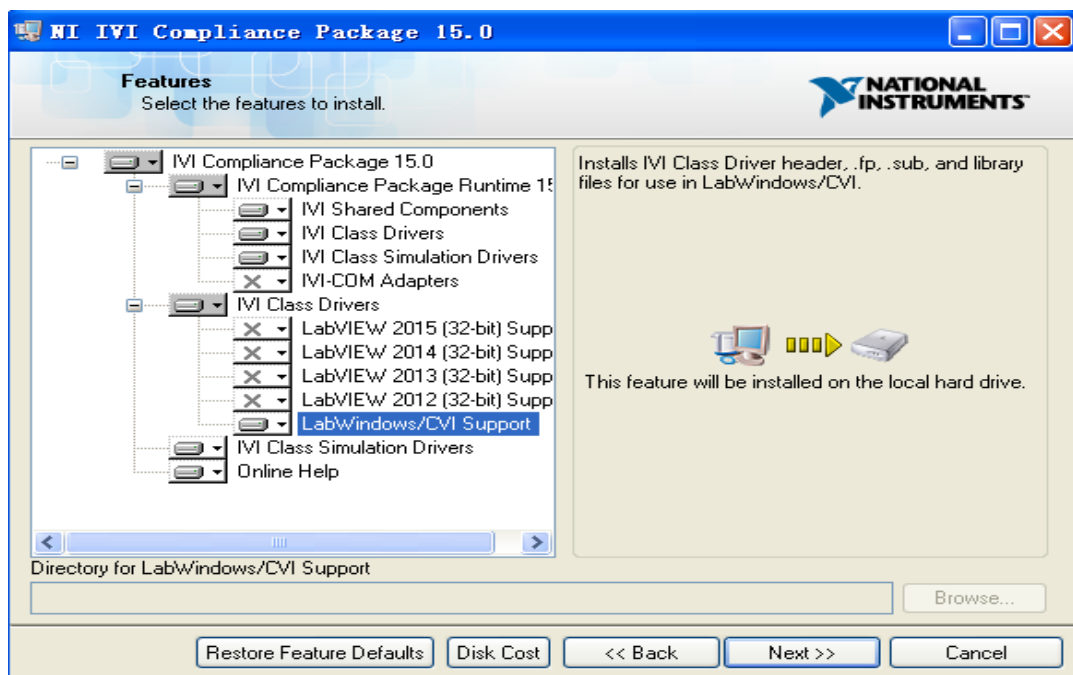 NI IVI Compliance Package 15.0
Features
Select the features to install.
NATIONAL
INSTRUMENTS™
IVI Compliance Package 15.0
IVI Compliance Package Runtime 15
IVI Shared Components
IVI Class Drivers
IVI Class Simulation Drivers
IVI-COM Adapters
IVI Class Drivers
LabVIEW 2015 (32-bit) Supp
LabVIEW 2014 (32-bit) Supp
LabVIEW 2013 (32-bit) Supp
LabVIEW 2012 (32-bit) Supp
LabWindows/CVI Support
IVI Class Simulation Drivers
Online Help
Installs IVI Class Driver header, .fp, .sub, and library
files for use in LabWindows/CVI.
This feature will be installed on the local hard drive.
Directory for LabWindows/CVI Support
Browse...
Restore Feature Defaults
Disk Cost
<< Back
Next >>
Cancel